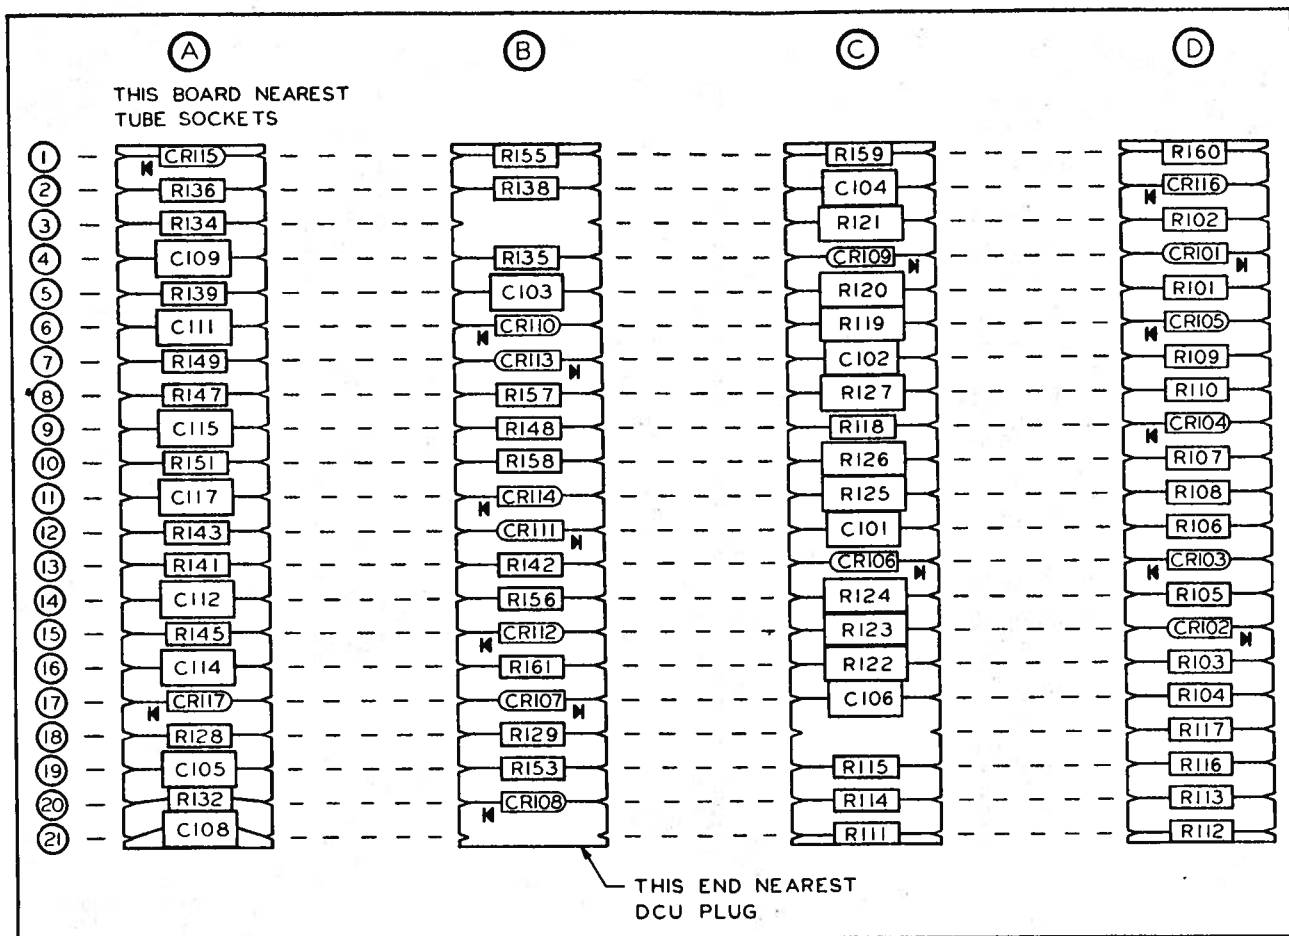 A B C D
THIS BOARD NEAREST
TUBE SOCKETS
1 CR115 R155 R159 R160
2 R136 R138 C104 CR116
3 R134 R121 R102
4 C109 R135 CR109 CR101
5 R139 C103 R120 R101
6 C111 CR110 R119 CR105
7 R149 CR113 C102 R109
8 R147 R157 R127 R110
9 C115 R148 R118 CR104
10 R151 R158 R126 R107
11 C117 CR114 R125 R108
12 R143 CR111 C101 R106
13 R141 R142 CR106 CR103
14 C112 R156 R124 R105
15 R145 CR112 R123 CR102
16 C114 R161 R122 R103
17 CR117 CR107 C106 R104
18 R128 R129 R117
19 C105 R153 R115 R116
20 R132 CR108 R114 R113
21 C108 R111 R112
THIS END NEAREST
DCU PLUG